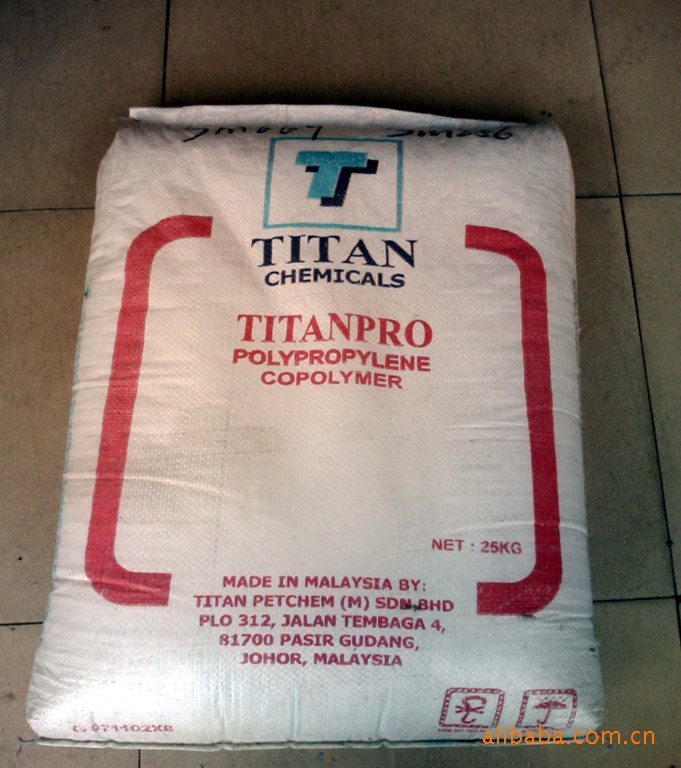 TITAN
CHEMICALS
TITANPRO
POLYPROPYLENE
COPOLYMER
NET : 25KG
MADE IN MALAYSIA BY:
TITAN PETCHEM (M) SDN BHD
PLO 312, JALAN TEMBAGA 4,
81700 PASIR GUDANG,
JOHOR, MALAYSIA
alibaba.com.cn